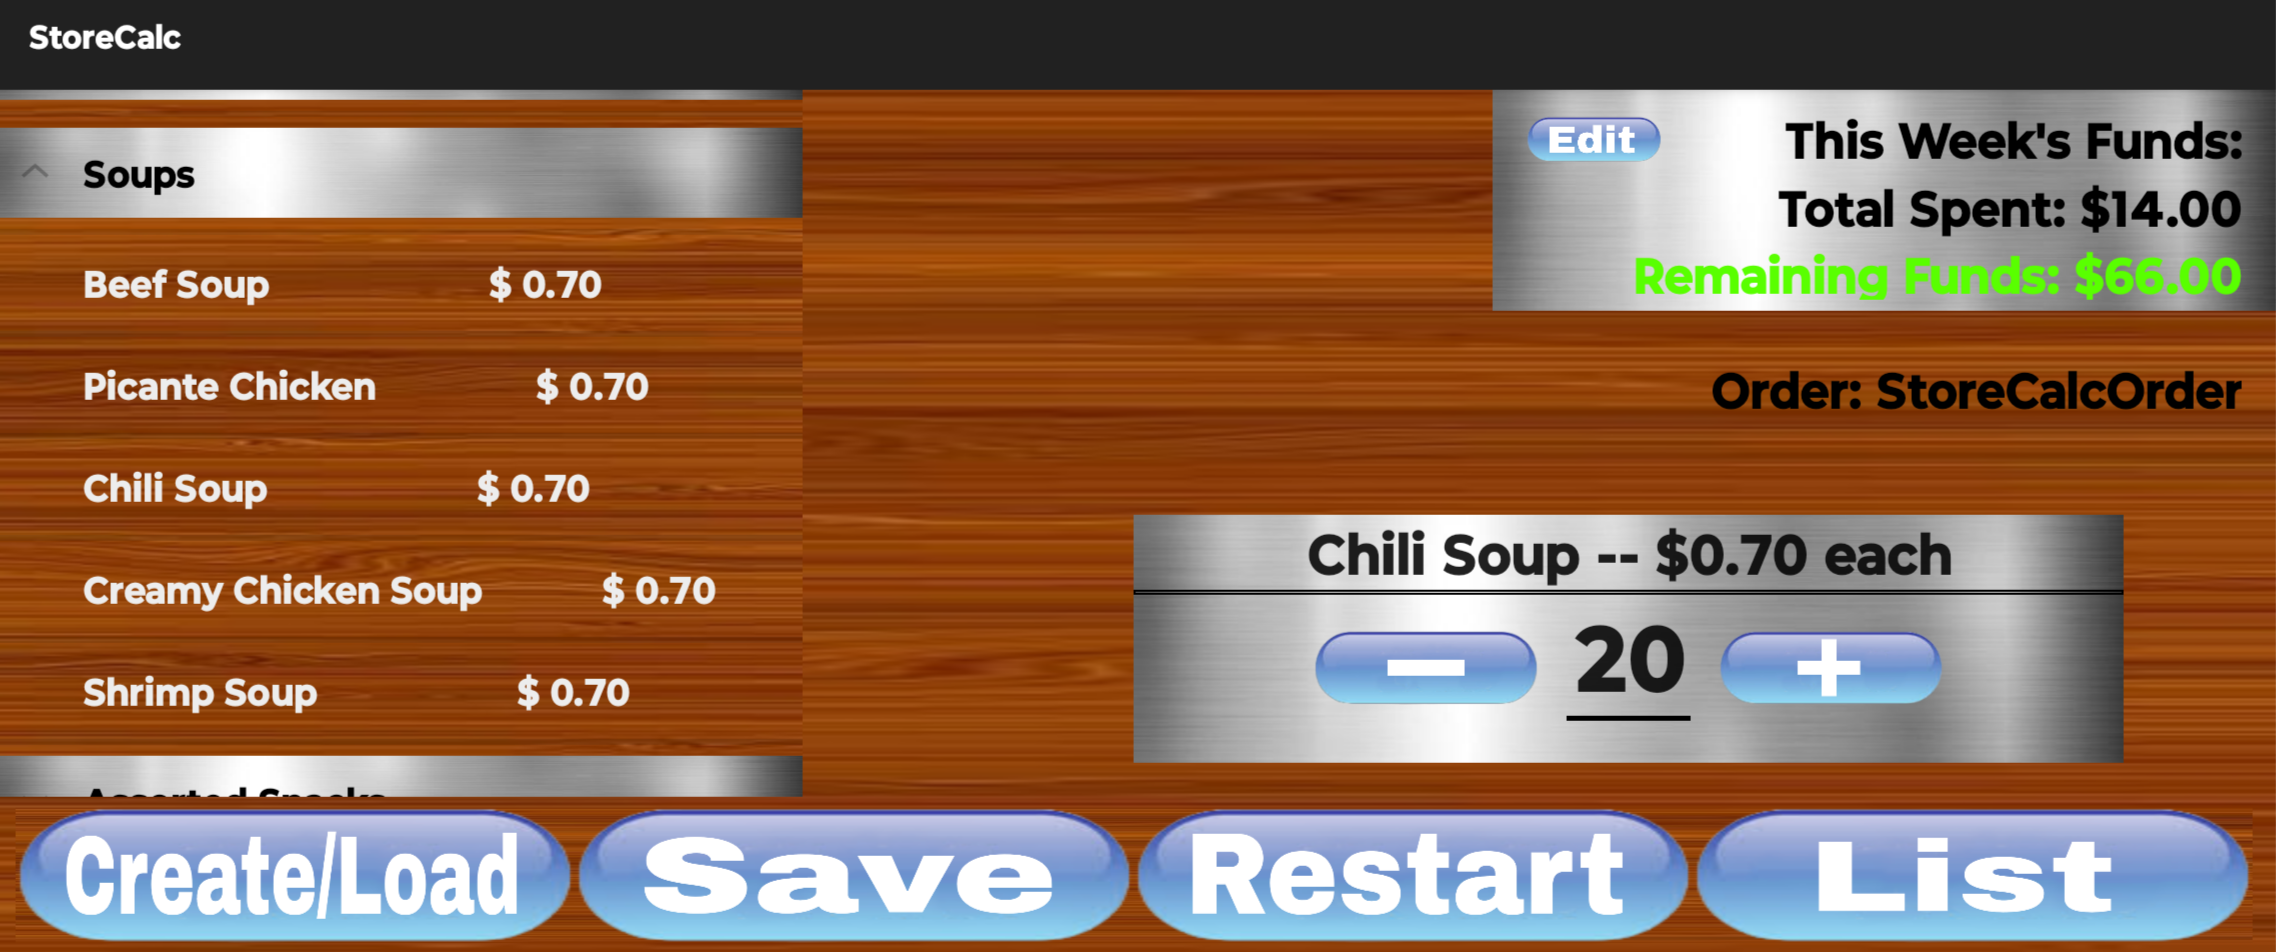 StoreCalc
Soups
Beef Soup $ 0.70
Picante Chicken $ 0.70
Chili Soup $ 0.70
Creamy Chicken Soup $ 0.70
Shrimp Soup $ 0.70
Assorted Snacks
Edit
This Week's Funds:
Total Spent: $14.00
Remaining Funds: $66.00
Order: StoreCalcOrder
Chili Soup -- $0.70 each
20
Create/Load
Save
Restart
List